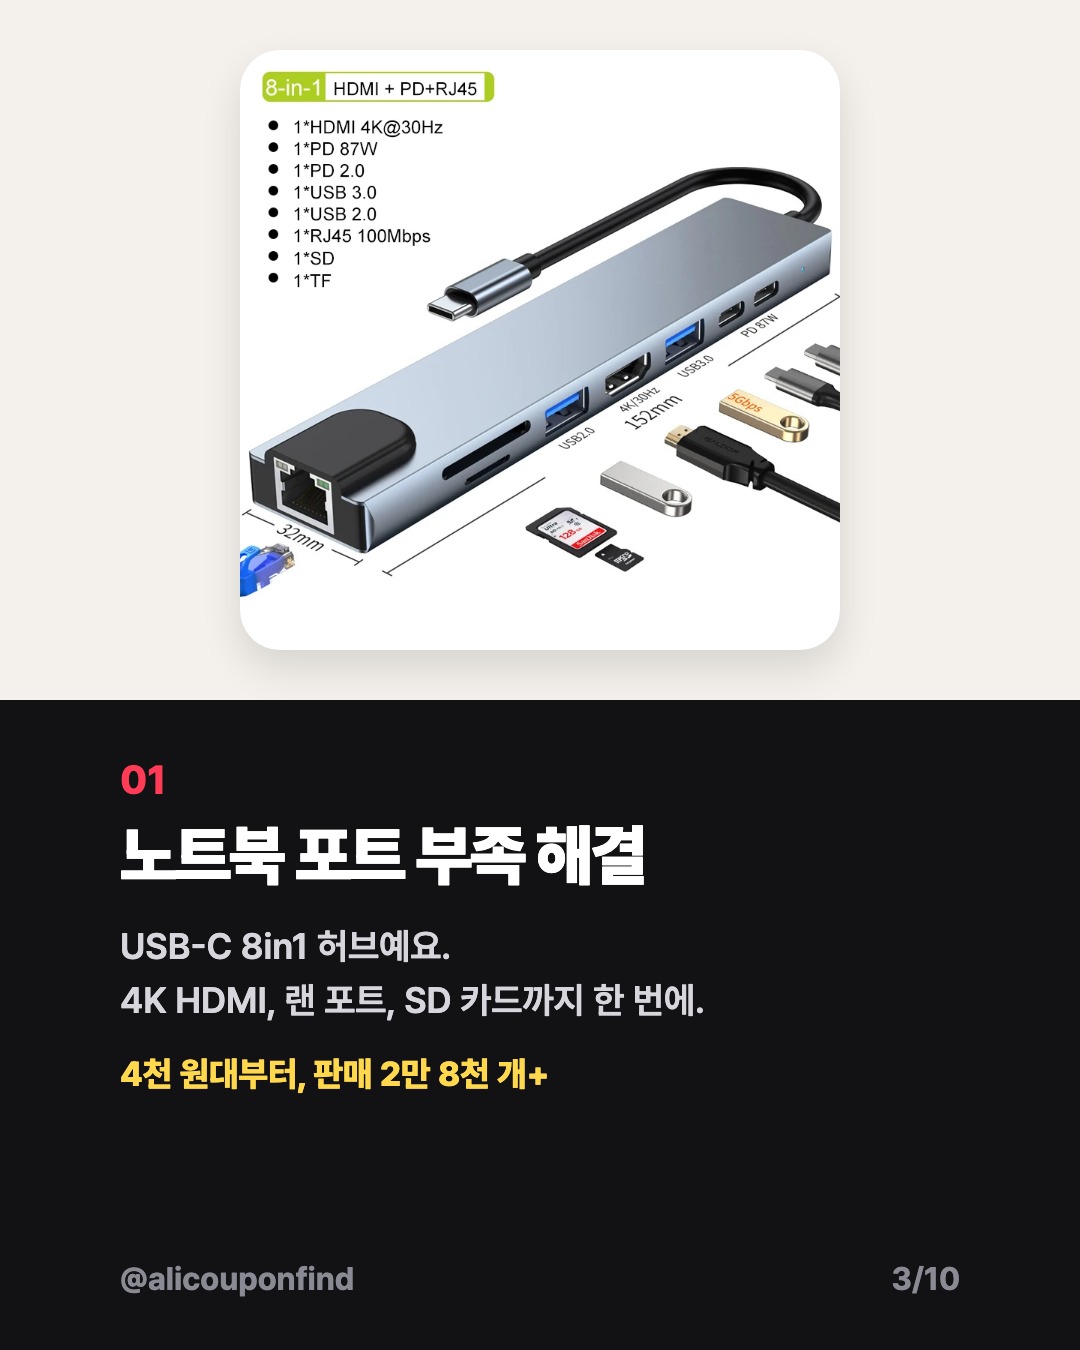 8-in-1 HDMI + PD+RJ45
1*HDMI 4K@30Hz
1*PD 87W
1*PD 2.0
1*USB 3.0
1*USB 2.0
1*RJ45 100Mbps
1*SD
1*TF
PD 87W
USB3.0
4K/30Hz
152mm
USB2.0
5Gbps
32mm
Ultra
128
SanDisk
01
노트북 포트 부족 해결
USB-C 8in1 허브예요.
4K HDMI, 랜 포트, SD 카드까지 한 번에.
4천 원대부터, 판매 2만 8천 개+
@alicouponfind
3/10